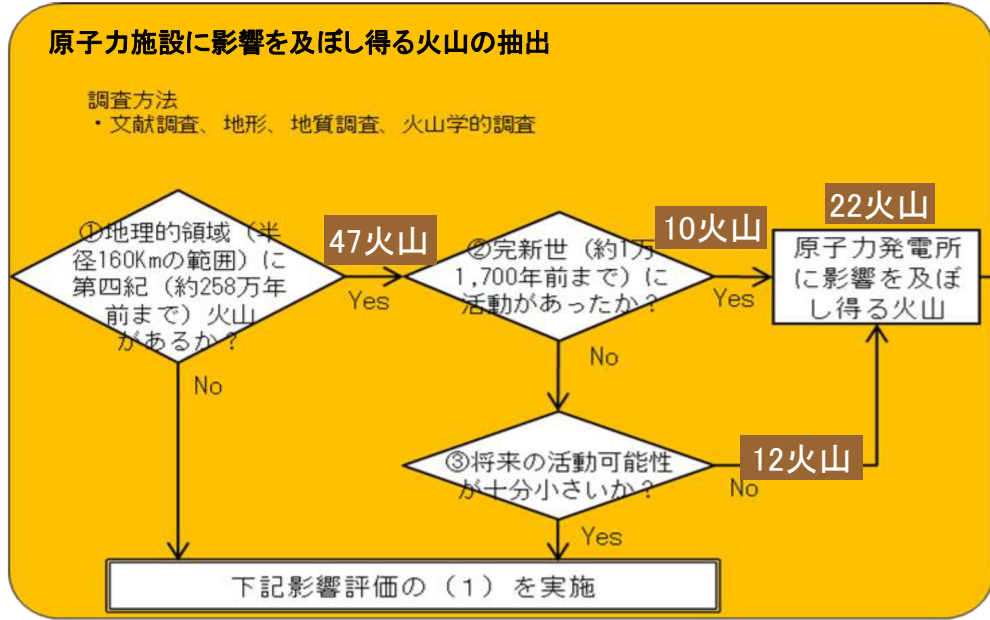 原子力施設に影響を及ぼし得る火山の抽出
調査方法
・文献調査、地形、地質調査、火山学的調査
①地理的領域（半
径160Kmの範囲）に
第四紀（約258万年
前まで）火山
があるか？
47火山
Yes
No
②完新世（約1万
1,700年前まで）に
活動があったか？
10火山
Yes
No
22火山
原子力発電所
に影響を及ぼ
し得る火山
③将来の活動可能性
が十分小さいか？
12火山
No
Yes
下記影響評価の（1）を実施